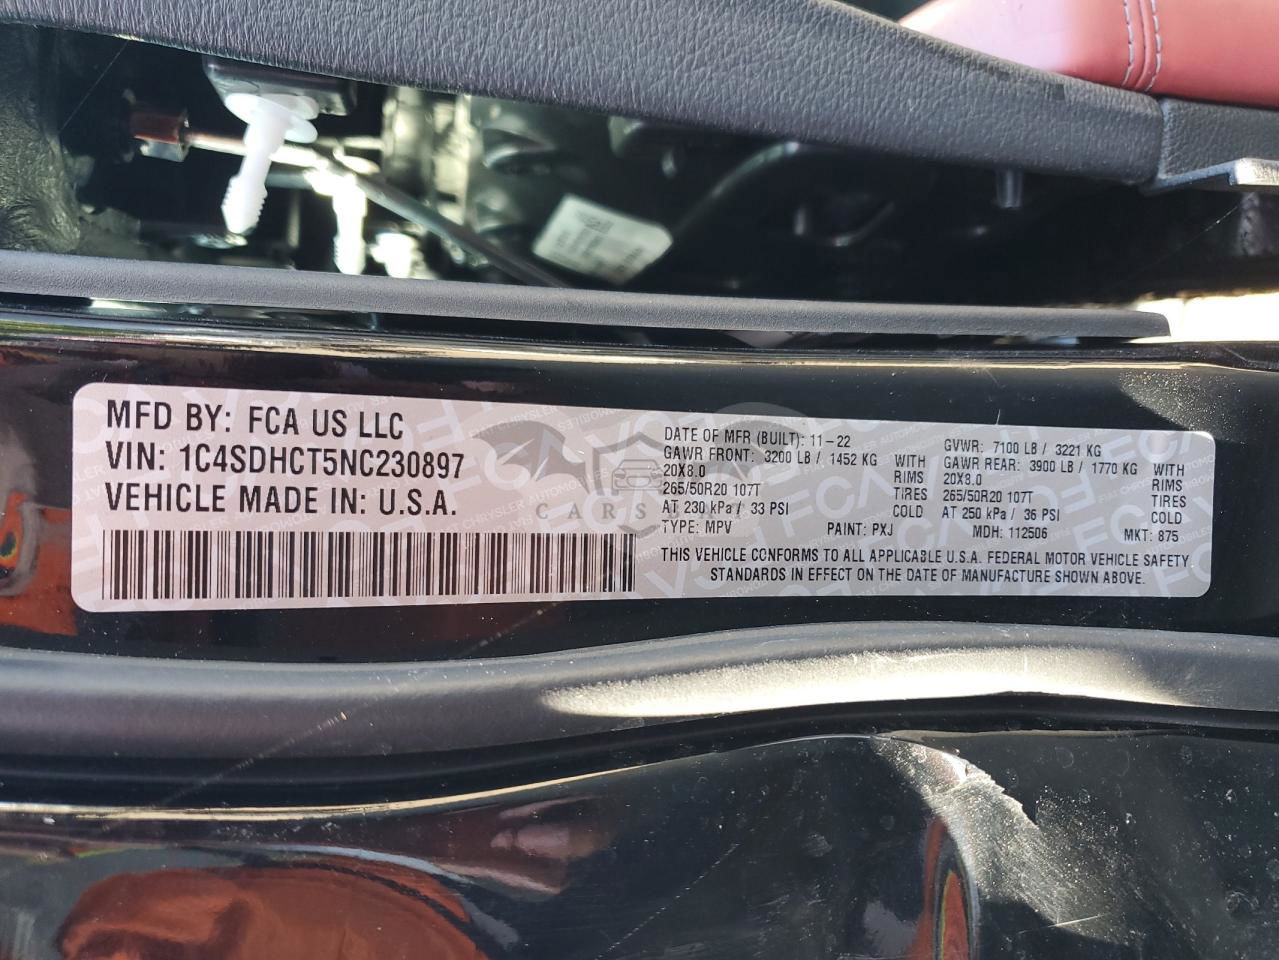 MFD BY: FCA US LLC
VIN: 1C4SDHCT5NC230897
VEHICLE MADE IN: U.S.A.
DATE OF MFR (BUILT): 11-22 GVWR: 7100 LB / 3221 KG
GAWR FRONT: 3200 LB / 1452 KG WITH GAWR REAR: 3900 LB / 1770 KG WITH
20X8.0 RIMS 20X8.0 RIMS
265/50R20 107T TIRES 265/50R20 107T TIRES
AT 230 kPa / 33 PSI COLD AT 250 kPa / 36 PSI COLD
TYPE: MPV PAINT: PXJ MDH: 112506 MKT: 875
THIS VEHICLE CONFORMS TO ALL APPLICABLE U.S.A. FEDERAL MOTOR VEHICLE SAFETY
STANDARDS IN EFFECT ON THE DATE OF MANUFACTURE SHOWN ABOVE.